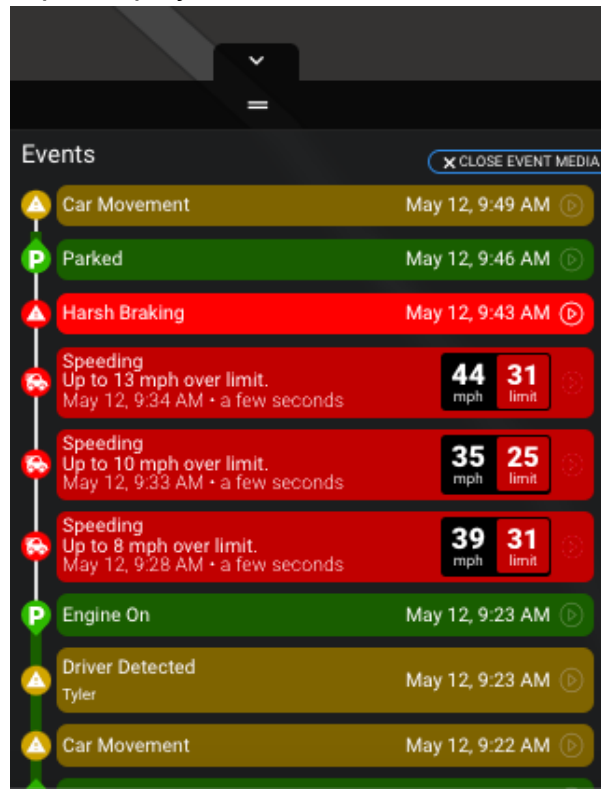 Events
CLOSE EVENT MEDIA
Car Movement May 12, 9:49 AM
P Parked May 12, 9:46 AM
Harsh Braking May 12, 9:43 AM
Speeding
Up to 13 mph over limit.
May 12, 9:34 AM • a few seconds
44 31
mph limit
Speeding
Up to 10 mph over limit.
May 12, 9:33 AM • a few seconds
35 25
mph limit
Speeding
Up to 8 mph over limit.
May 12, 9:28 AM • a few seconds
39 31
mph limit
P Engine On May 12, 9:23 AM
Driver Detected
Tyler
May 12, 9:23 AM
Car Movement May 12, 9:22 AM